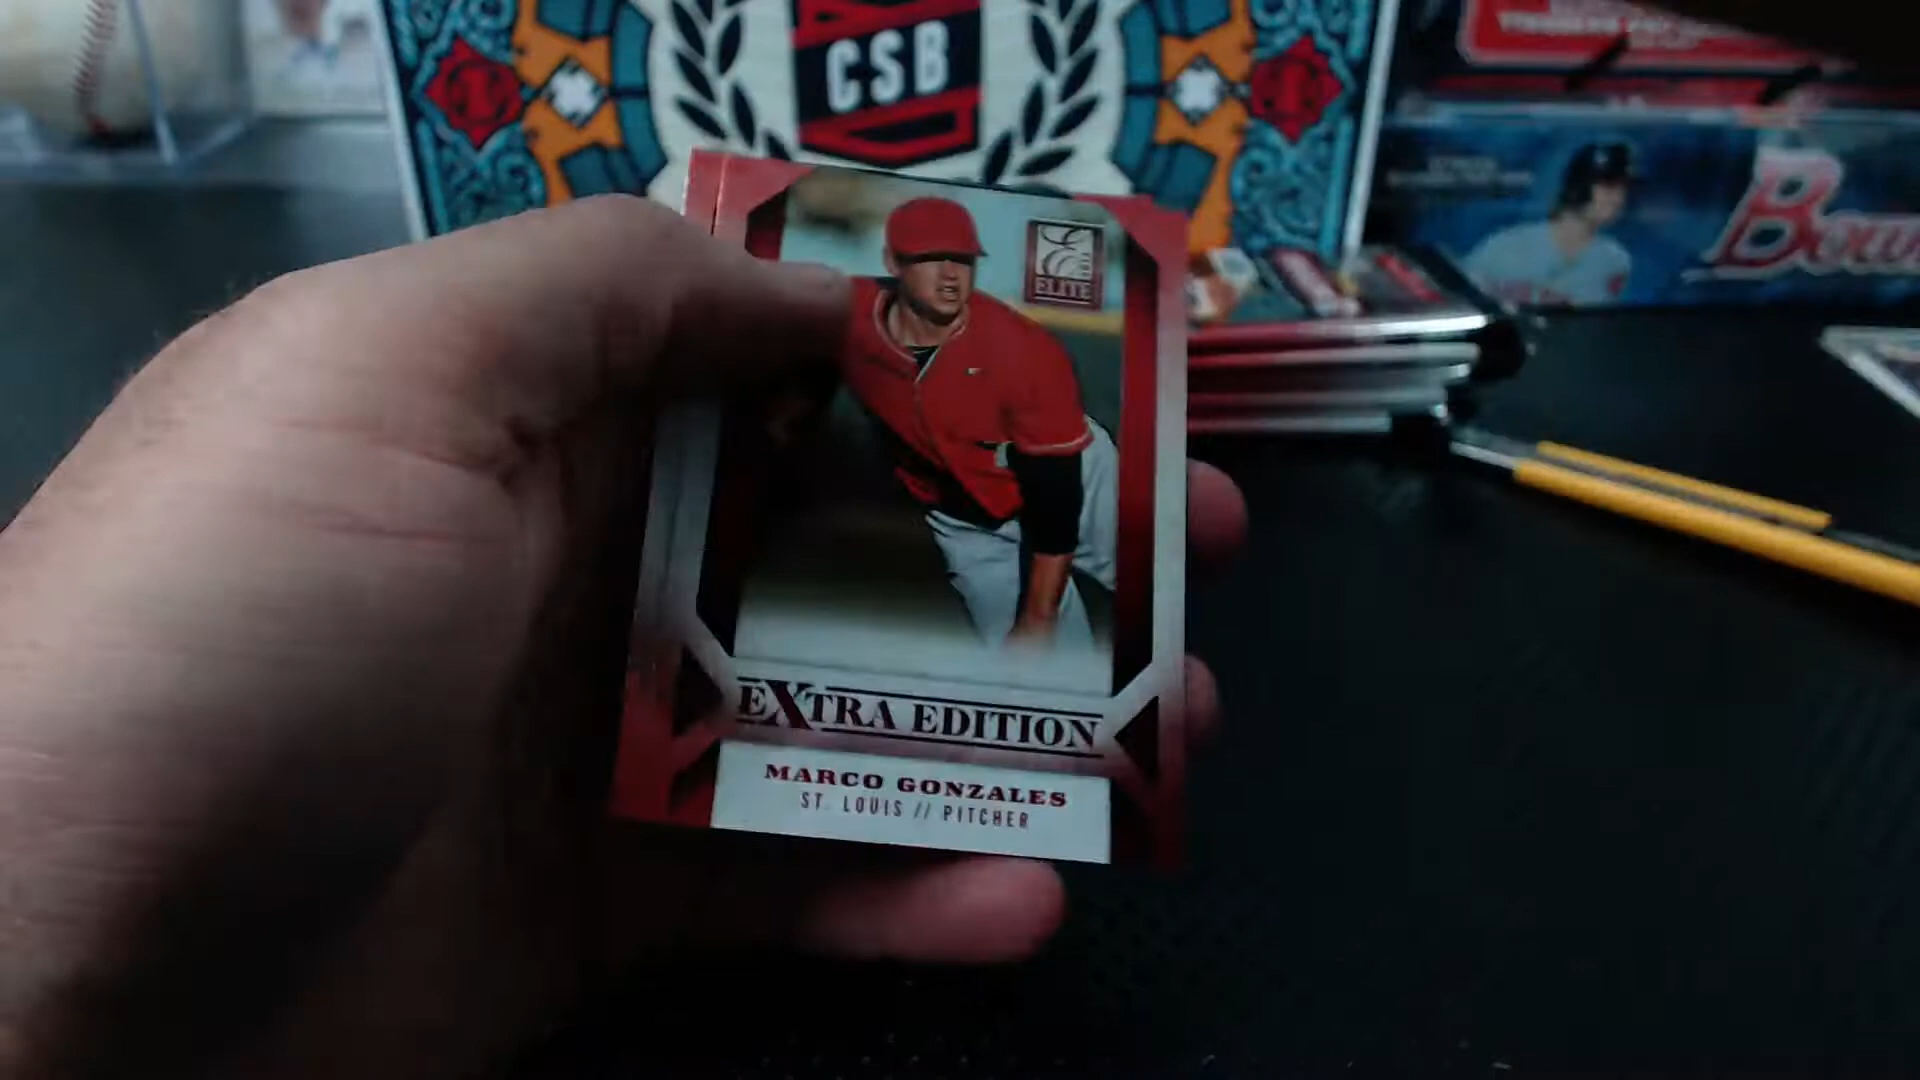 CSB
Bow
ELITE
EXTRA EDITION
MARCO GONZALES
ST. LOUIS // PITCHER